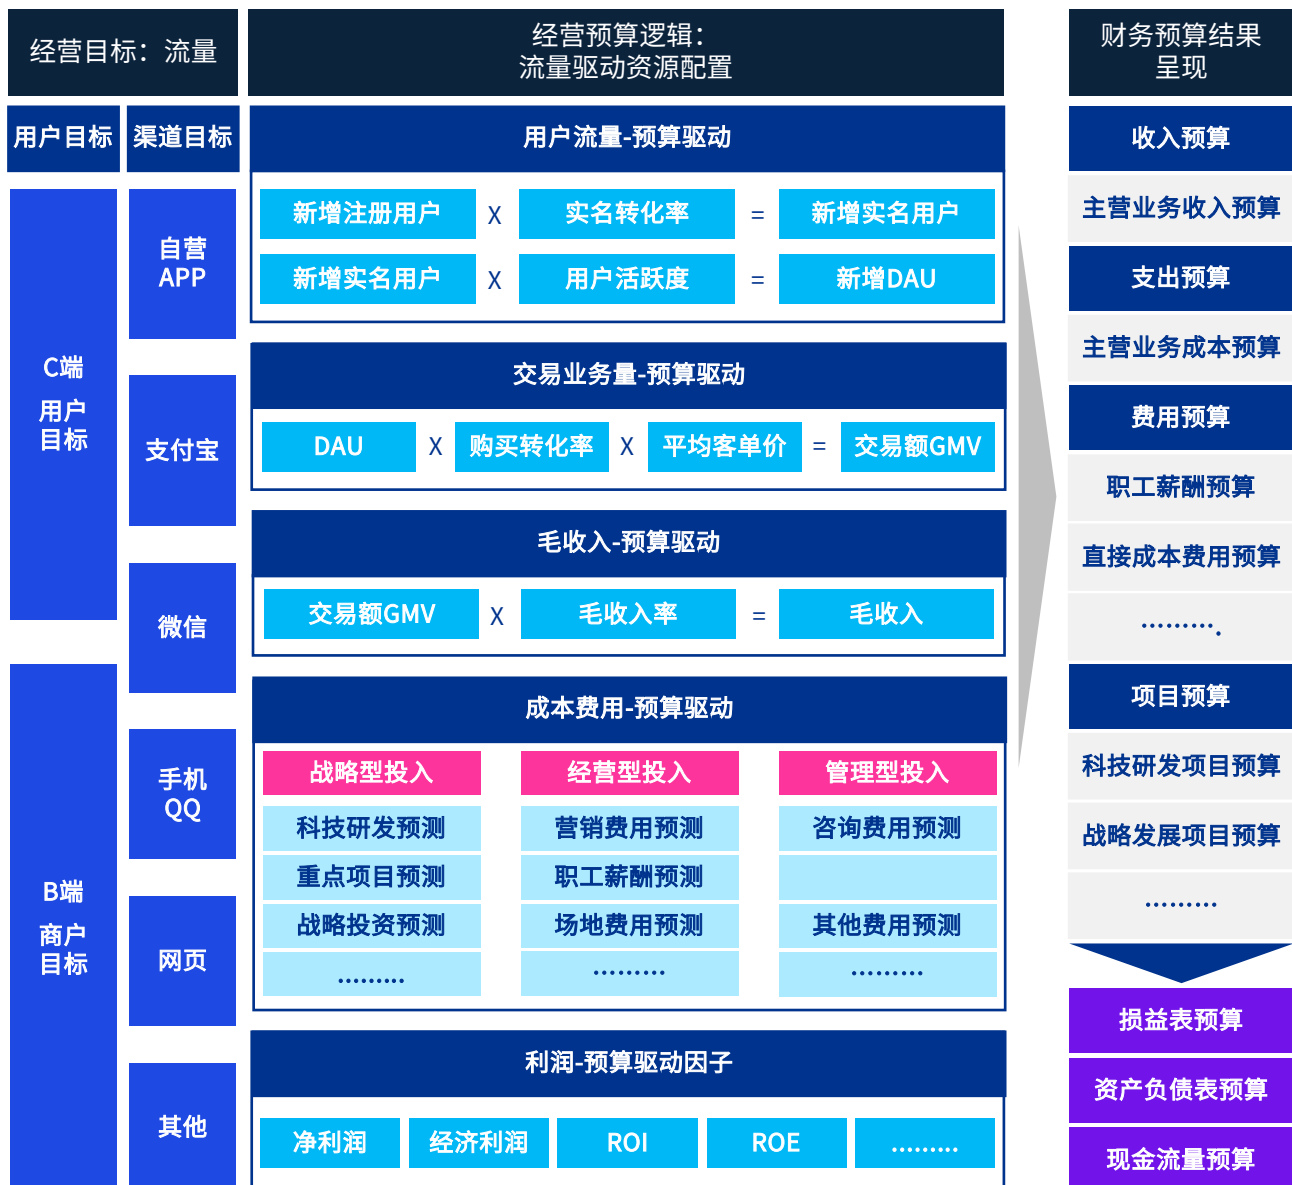 经营目标：流量
经营预算逻辑：
流量驱动资源配置
财务预算结果
呈现
用户目标
渠道目标
C端
用户
目标
B端
商户
目标
自营
APP
支付宝
微信
手机
QQ
网页
其他
用户流量-预算驱动
新增注册用户 X 实名转化率 = 新增实名用户
新增实名用户 X 用户活跃度 = 新增DAU
交易业务量-预算驱动
DAU X 购买转化率 X 平均客单价 = 交易额GMV
毛收入-预算驱动
交易额GMV X 毛收入率 = 毛收入
成本费用-预算驱动
战略型投入 经营型投入 管理型投入
科技研发预测 营销费用预测 咨询费用预测
重点项目预测 职工薪酬预测
战略投资预测 场地费用预测 其他费用预测
……… ……… ………
利润-预算驱动因子
净利润 经济利润 ROI ROE ………
收入预算
主营业务收入预算
支出预算
主营业务成本预算
费用预算
职工薪酬预算
直接成本费用预算
……….
项目预算
科技研发项目预算
战略发展项目预算
………
损益表预算
资产负债表预算
现金流量预算